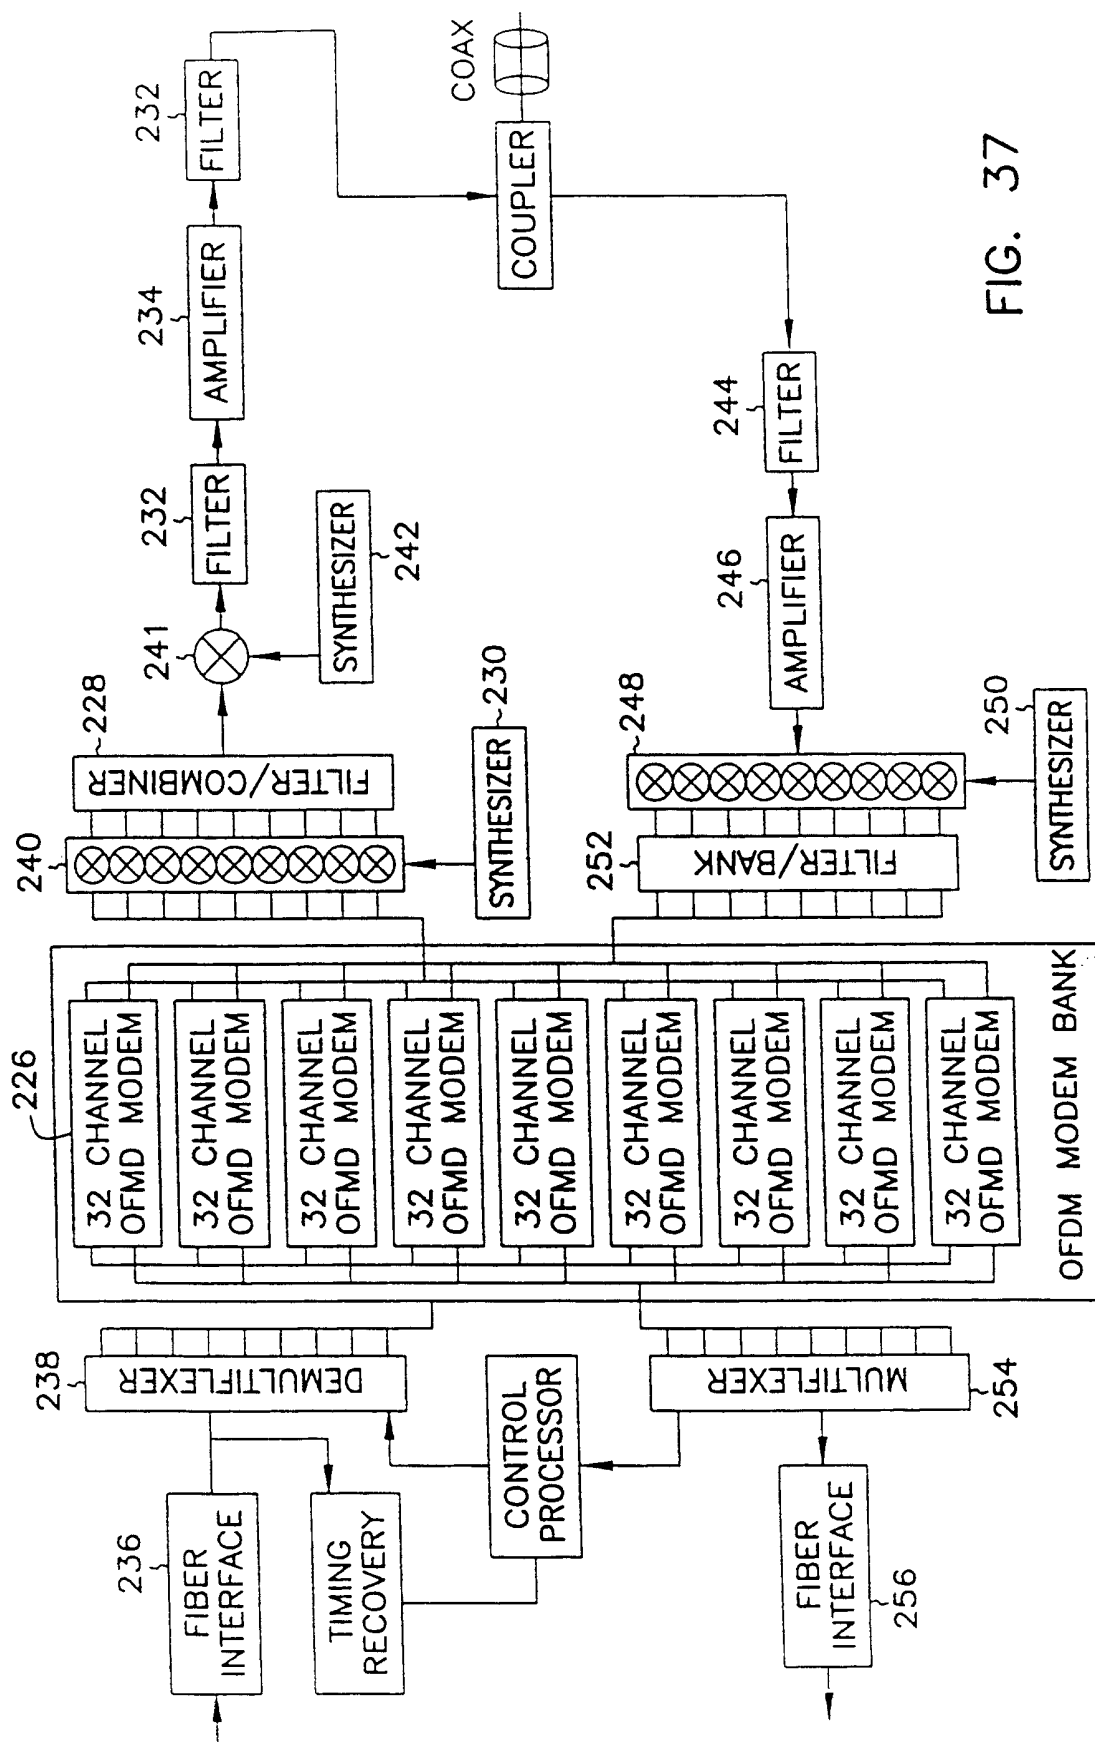 236
FIBER
INTERFACE
TIMING
RECOVERY
238
DEMULTIFLEXER
CONTROL
PROCESSOR
MULTIFLEXER
254
FIBER
INTERFACE
256
226
32 CHANNEL
OFMD MODEM
32 CHANNEL
OFMD MODEM
32 CHANNEL
OFMD MODEM
32 CHANNEL
OFMD MODEM
32 CHANNEL
OFMD MODEM
32 CHANNEL
OFMD MODEM
32 CHANNEL
OFMD MODEM
32 CHANNEL
OFMD MODEM
32 CHANNEL
OFMD MODEM
OFDM MODEM BANK
240
228
FILTER/COMBINER
SYNTHESIZER
230
241
SYNTHESIZER
242
232
FILTER
234
AMPLIFIER
232
FILTER
COAX
COUPLER
244
FILTER
246
AMPLIFIER
248
252
FILTER/BANK
250
SYNTHESIZER
FIG. 37